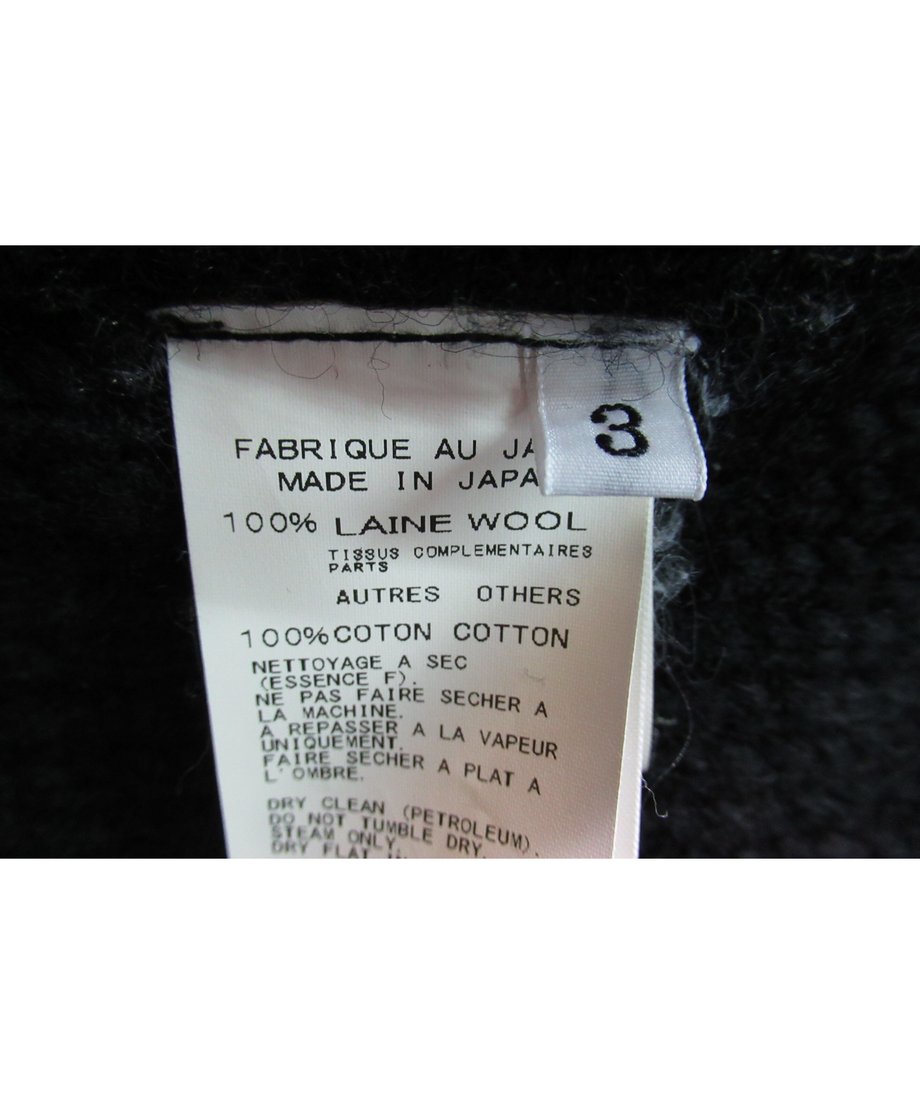 3
FABRIQUE AU
MADE IN
100% LAINE WOOL
TISSUS COMPLEMENTAIRES
PARTS
AUTRES OTHERS
100% COTON COTTON
NETTOYAGE A SEC
(ESSENCE F).
NE PAS FAIRE SECHER A
LA MACHINE.
A REPASSER A LA VAPEUR
UNIQUEMENT.
FAIRE SECHER A PLAT A
L'OMBRE.
DRY CLEAN (PETROLEUM).
DO NOT TUMBLE DRY.
STEAM ONLY.
DRY FLAT